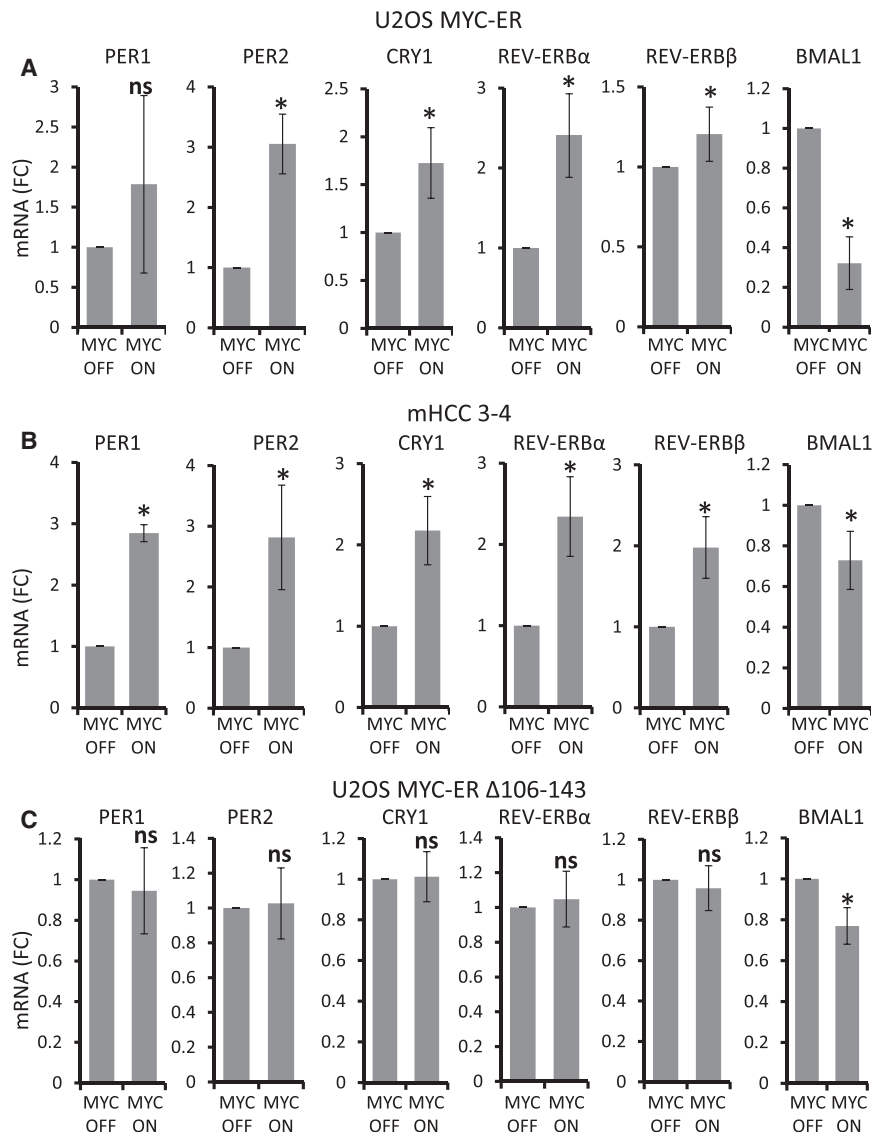 U2OS MYC-ER
A
PER1 PER2 CRY1 REV-ERBα REV-ERBβ BMAL1
mRNA (FC)
3 2.5 2 1.5 1 0.5 0
ns
4 3 2 1 0
*
2.5 2 1.5 1 0.5 0
*
3 2 1 0
*
1.5 1 0.5 0
*
1.2 1 0.8 0.6 0.4 0.2 0
*
MYC MYC MYC MYC MYC MYC MYC MYC MYC MYC MYC MYC
OFF ON OFF ON OFF ON OFF ON OFF ON OFF ON
mHCC 3-4
B
PER1 PER2 CRY1 REV-ERBα REV-ERBβ BMAL1
mRNA (FC)
4 3 2 1 0
*
4 3 2 1 0
*
3 2 1 0
*
3 2 1 0
*
3 2 1 0
*
1.2 1 0.8 0.6 0.4 0.2 0
*
MYC MYC MYC MYC MYC MYC MYC MYC MYC MYC MYC MYC
OFF ON OFF ON OFF ON OFF ON OFF ON OFF ON
U2OS MYC-ER Δ106-143
C
PER1 PER2 CRY1 REV-ERBα REV-ERBβ BMAL1
mRNA (FC)
1.2 1 0.8 0.6 0.4 0.2 0
ns
1.4 1.2 1 0.8 0.6 0.4 0.2 0
ns
1.2 1 0.8 0.6 0.4 0.2 0
ns
1.4 1.2 1 0.8 0.6 0.4 0.2 0
ns
1.2 1 0.8 0.6 0.4 0.2 0
ns
1.2 1 0.8 0.6 0.4 0.2 0
*
MYC MYC MYC MYC MYC MYC MYC MYC MYC MYC MYC MYC
OFF ON OFF ON OFF ON OFF ON OFF ON OFF ON